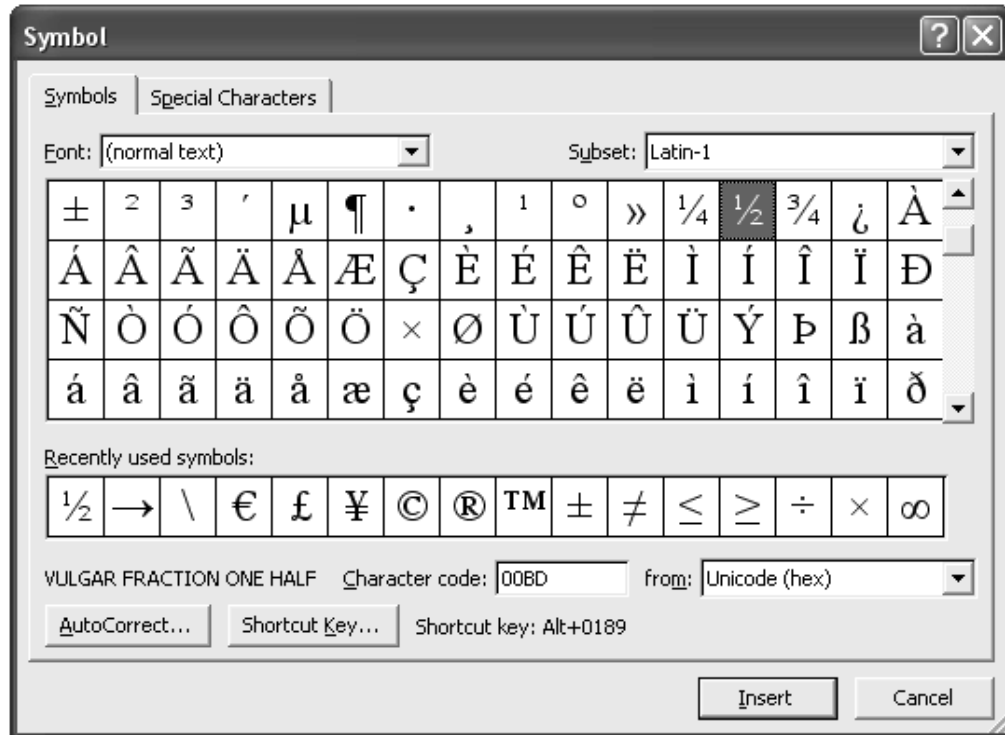 Symbol
Symbols Special Characters
Font: (normal text) Subset: Latin-1
± ² ³ ´ µ ¶ · ¸ ¹ º » ¼ ½ ¾ ¿ À
Á Â Ã Ä Å Æ Ç È É Ê Ë Ì Í Î Ï Ð
Ñ Ò Ó Ô Õ Ö × Ø Ù Ú Û Ü Ý Þ ß à
á â ã ä å æ ç è é ê ë ì í î ï ð
Recently used symbols:
½ → \ € £ ¥ © ® ™ ± ≠ ≤ ≥ ÷ × ∞
VULGAR FRACTION ONE HALF Character code: 00BD from: Unicode (hex)
AutoCorrect... Shortcut Key... Shortcut key: Alt+0189
Insert Cancel